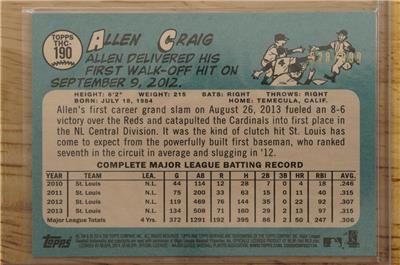 TOPPS
THC-
190
ALLEN CRAIG
ALLEN DELIVERED HIS
FIRST WALK-OFF HIT ON
SEPTEMBER 9, 2012.
HEIGHT: 6'2" WEIGHT: 215 BATS: RIGHT THROWS: RIGHT
BORN: JULY 18, 1984 HOME: TEMECULA, CALIF.
Allen's first career grand slam on August 26, 2013 fueled an 8-6
victory over the Reds and catapulted the Cardinals into first place in
the NL Central Division. It was the kind of clutch hit St. Louis has
come to expect from the powerfully built first baseman, who ranked
seventh in the circuit in average and slugging in '12.
COMPLETE MAJOR LEAGUE BATTING RECORD
YEAR TEAM LEA. G AB R H 2B 3B HR RBI AVG.
2010 St. Louis N.L. 44 114 12 28 7 0 4 18 .246
2011 St. Louis N.L. 75 200 33 63 15 0 11 40 .315
2012 St. Louis N.L. 119 469 76 144 35 0 22 92 .307
2013 St. Louis N.L. 134 508 71 160 29 2 13 97 .315
Major League Totals 4 Yrs. 372 1291 192 395 86 2 50 247 .306
Topps